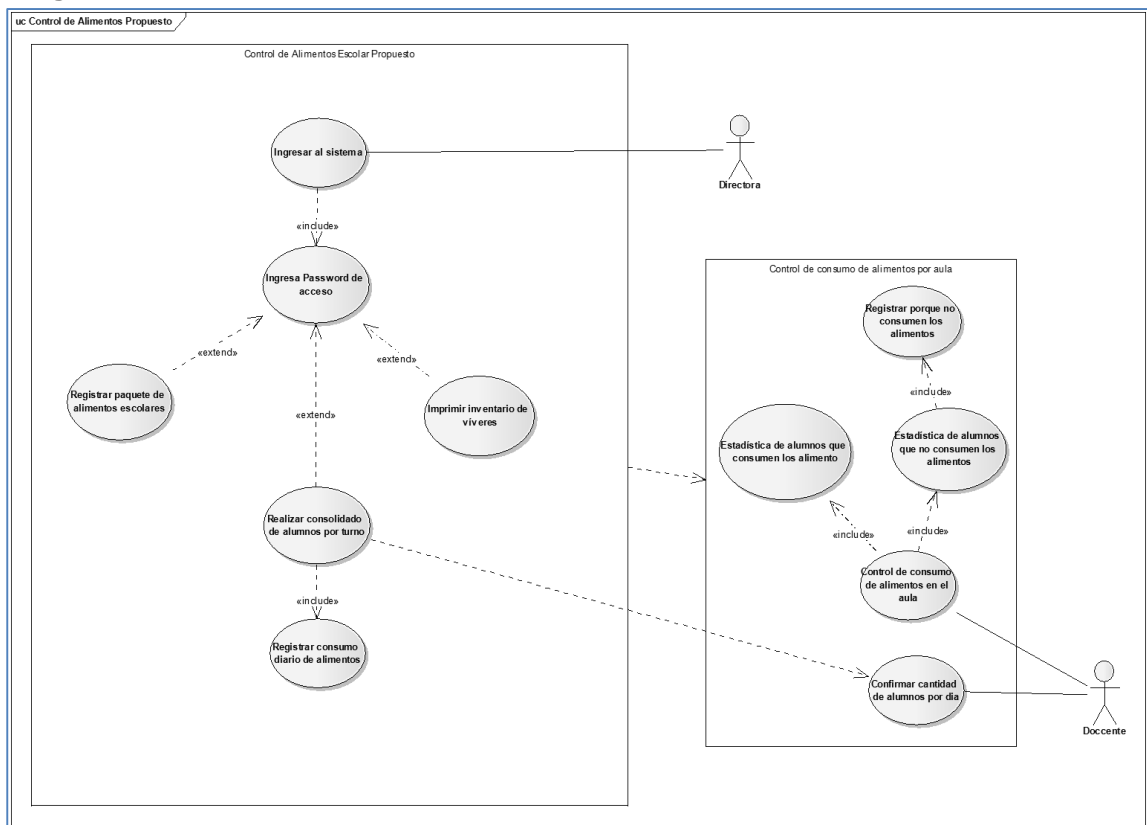 uc Control de Alimentos Propuesto
Control de Alimentos Escolar Propuesto
Ingresar al sistema
Directora
«include»
Ingresa Password de
acceso
«extend»
«extend»
«extend»
Registrar paquete de
alimentos escolares
Imprimir inventario de
víveres
Realizar consolidado
de alumnos por turno
«include»
Registrar consumo
diario de alimentos
Control de consumo de alimentos por aula
Registrar porque no
consumen los
alimentos
«include»
Estadística de alumnos que
consumen los alimento
Estadística de alumnos
que no consumen los
alimentos
«include»
«include»
Control de consumo
de alimentos en el
aula
Confirmar cantidad
de alumnos por dia
Doccente